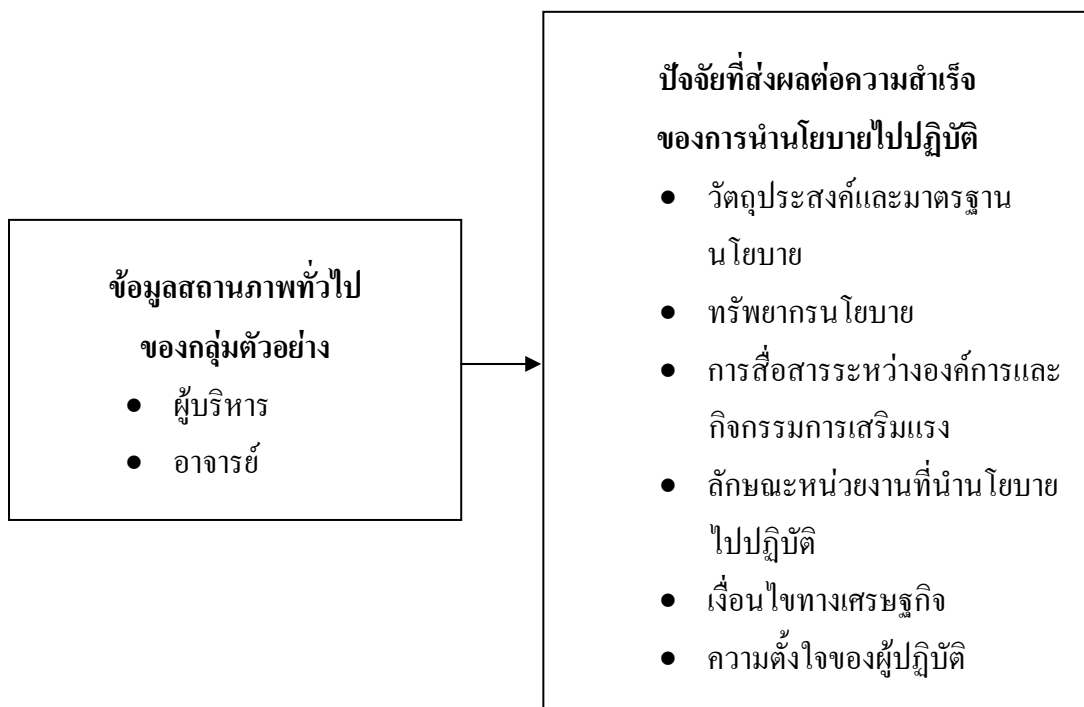 ข้อมูลสถานภาพทั่วไป
ของกลุ่มตัวอย่าง
● ผู้บริหาร
● อาจารย์
ปัจจัยที่ส่งผลต่อความสำเร็จ
ของการนำนโยบายไปปฏิบัติ
● วัตถุประสงค์และมาตรฐาน
นโยบาย
● ทรัพยากรนโยบาย
● การสื่อสารระหว่างองค์การและ
กิจกรรมการเสริมแรง
● ลักษณะหน่วยงานที่นำนโยบาย
ไปปฏิบัติ
● เงื่อนไขทางเศรษฐกิจ
● ความตั้งใจของผู้ปฏิบัติ